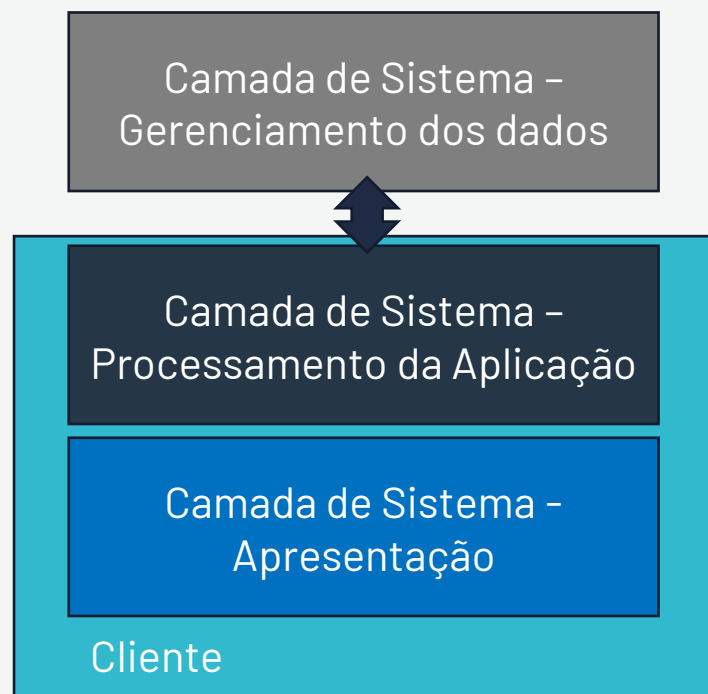 Camada de Sistema –
Gerenciamento dos dados
Camada de Sistema –
Processamento da Aplicação
Camada de Sistema -
Apresentação
Cliente